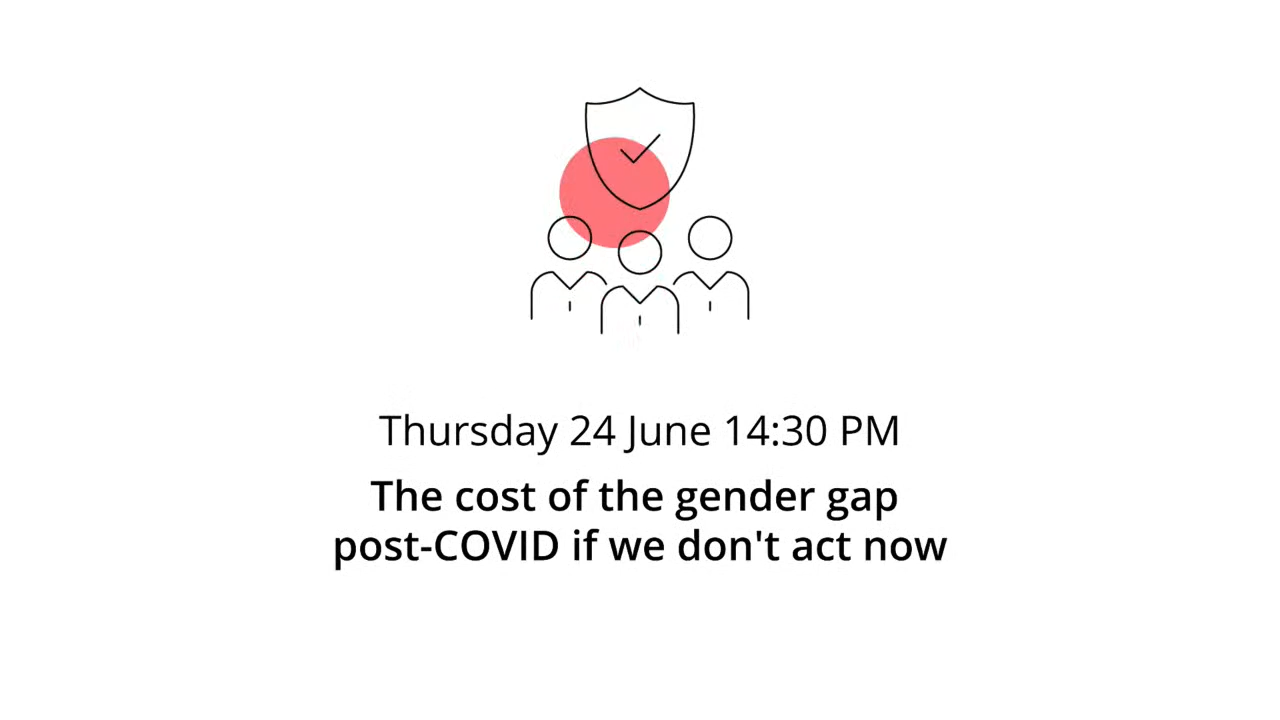 Thursday 24 June 14:30 PM
The cost of the gender gap
post-COVID if we don't act now